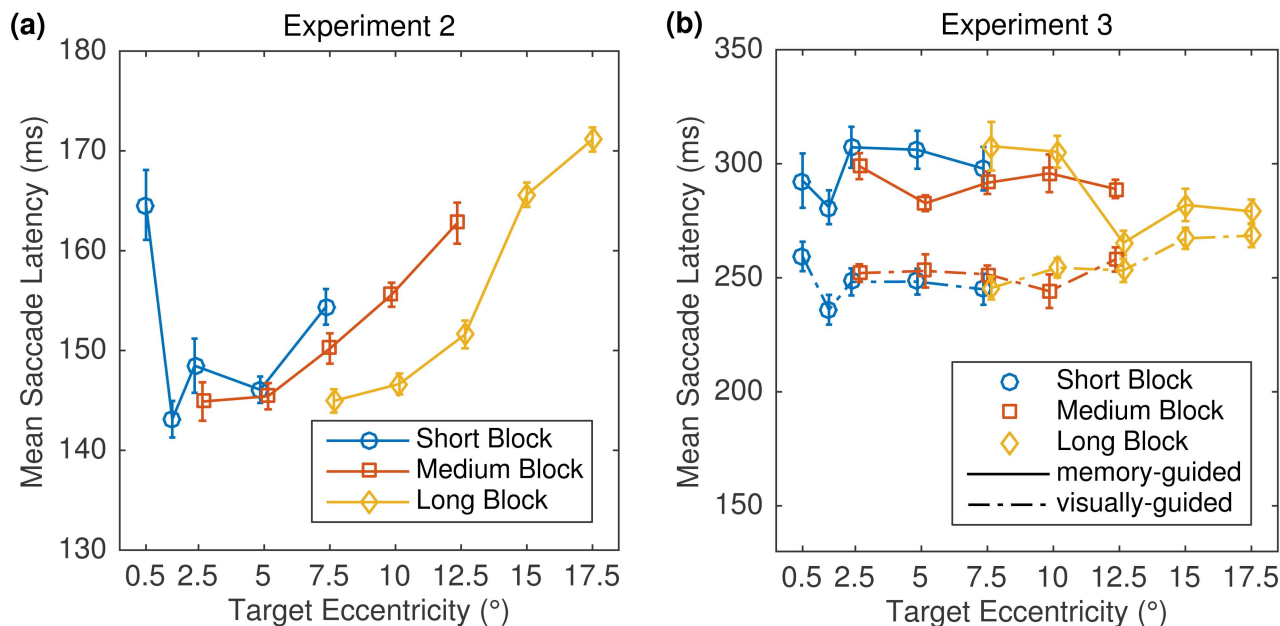 (a)
Experiment 2
180
170
160
150
140
130
Mean Saccade Latency (ms)
0.5 2.5 5 7.5 10 12.5 15 17.5
Target Eccentricity (°)
Short Block
Medium Block
Long Block
(b)
Experiment 3
350
300
250
200
150
Mean Saccade Latency (ms)
0.5 2.5 5 7.5 10 12.5 15 17.5
Target Eccentricity (°)
Short Block
Medium Block
Long Block
memory-guided
visually-guided